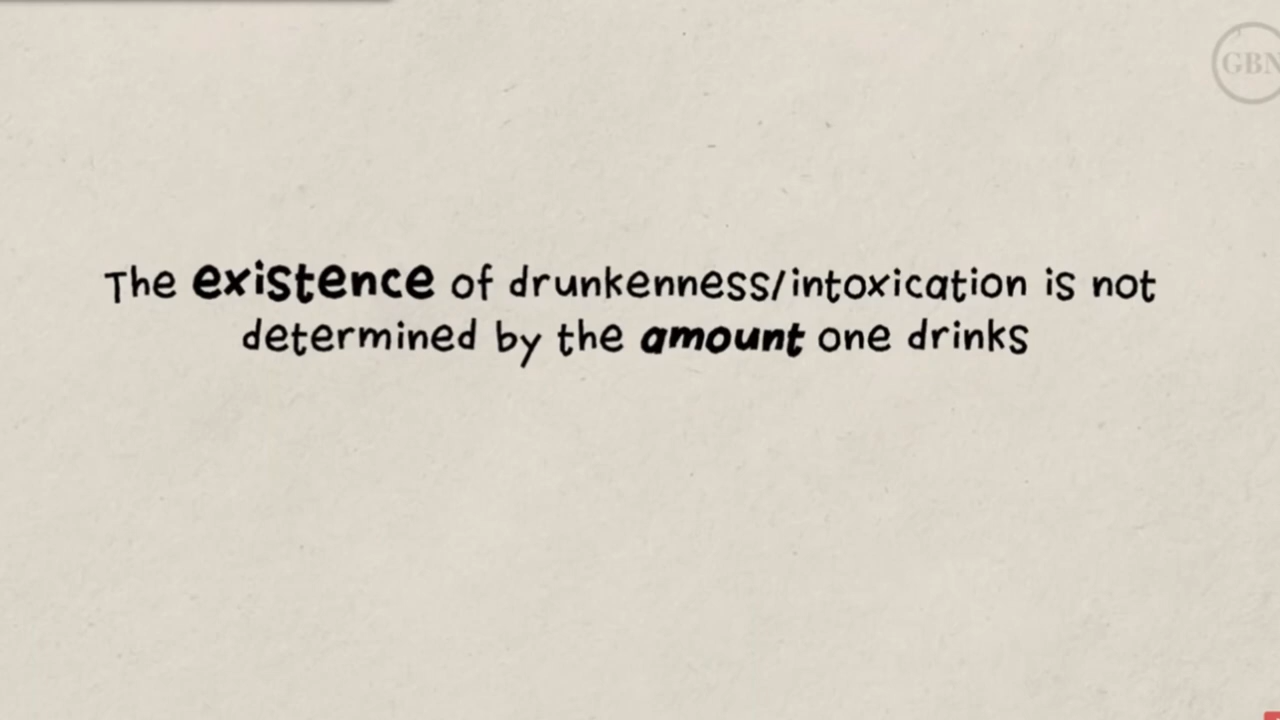 GBN
The existence of drunkenness/intoxication is not
determined by the amount one drinks